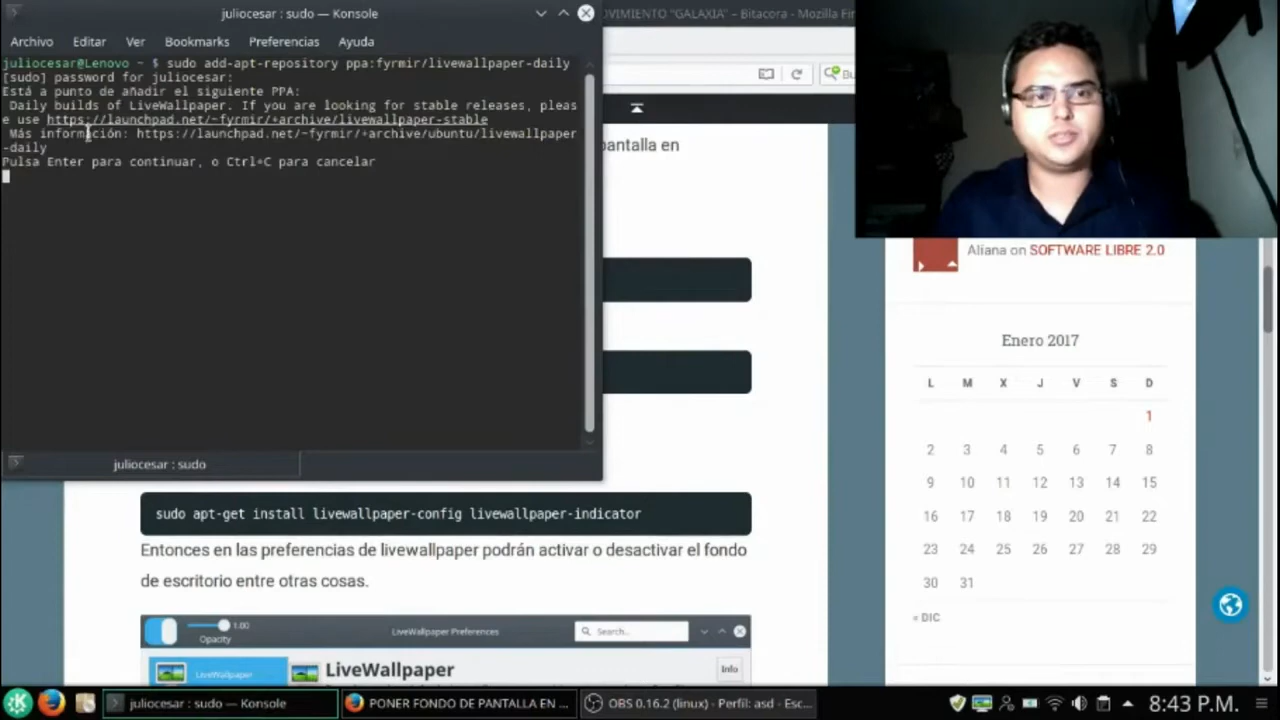 juliocesar : sudo — Konsole
OVIMIENTO "GALAXIA" – Bitacora - Mozilla Fi
Archivo Editar Ver Bookmarks Preferencias Ayuda
juliocesar@Lenovo ~ $ sudo add-apt-repository ppa:fyrmir/livewallpaper-daily
[sudo] password for juliocesar:
Está a punto de añadir el siguiente PPA:
Daily builds of LiveWallpaper. If you are looking for stable releases, pleas
e use https://launchpad.net/~fyrmir/+archive/livewallpaper-stable
Más información: https://launchpad.net/~fyrmir/+archive/ubuntu/livewallpaper
-daily
Pulsa Enter para continuar, o Ctrl+C para cancelar
juliocesar : sudo
Bu
pantalla en
sudo apt-get install livewallpaper-config livewallpaper-indicator
Entonces en las preferencias de livewallpaper podrán activar o desactivar el fondo
de escritorio entre otras cosas.
1.00
Opacity
LiveWallpaper Preferences
Search...
LiveWallpaper
LiveWallpaper
Info
Aliana on SOFTWARE LIBRE 2.0
Enero 2017
L M X J V S D
1
2 3 4 5 6 7 8
9 10 11 12 13 14 15
16 17 18 19 20 21 22
23 24 25 26 27 28 29
30 31
« DIC
juliocesar : sudo — Konsole
PONER FONDO DE PANTALLA EN ...
OBS 0.16.2 (linux) - Perfil: asd - Esc...
8:43 P.M.